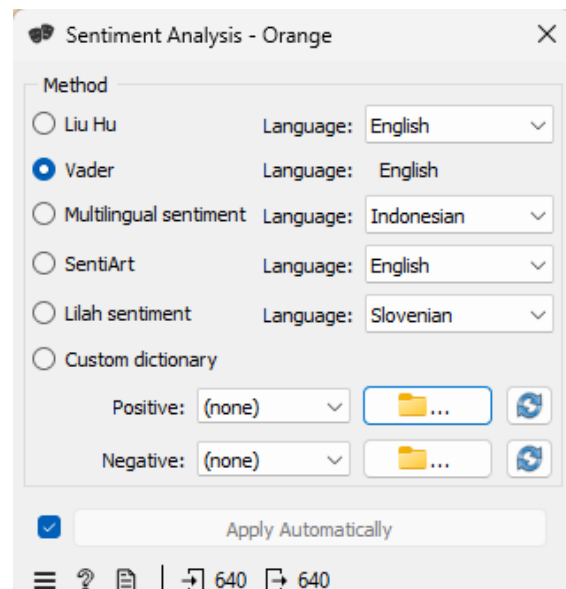 Sentiment Analysis - Orange
Method
Liu Hu Language: English
Vader Language: English
Multilingual sentiment Language: Indonesian
SentiArt Language: English
Lilah sentiment Language: Slovenian
Custom dictionary
Positive: (none) ...
Negative: (none) ...
Apply Automatically
? 640 640